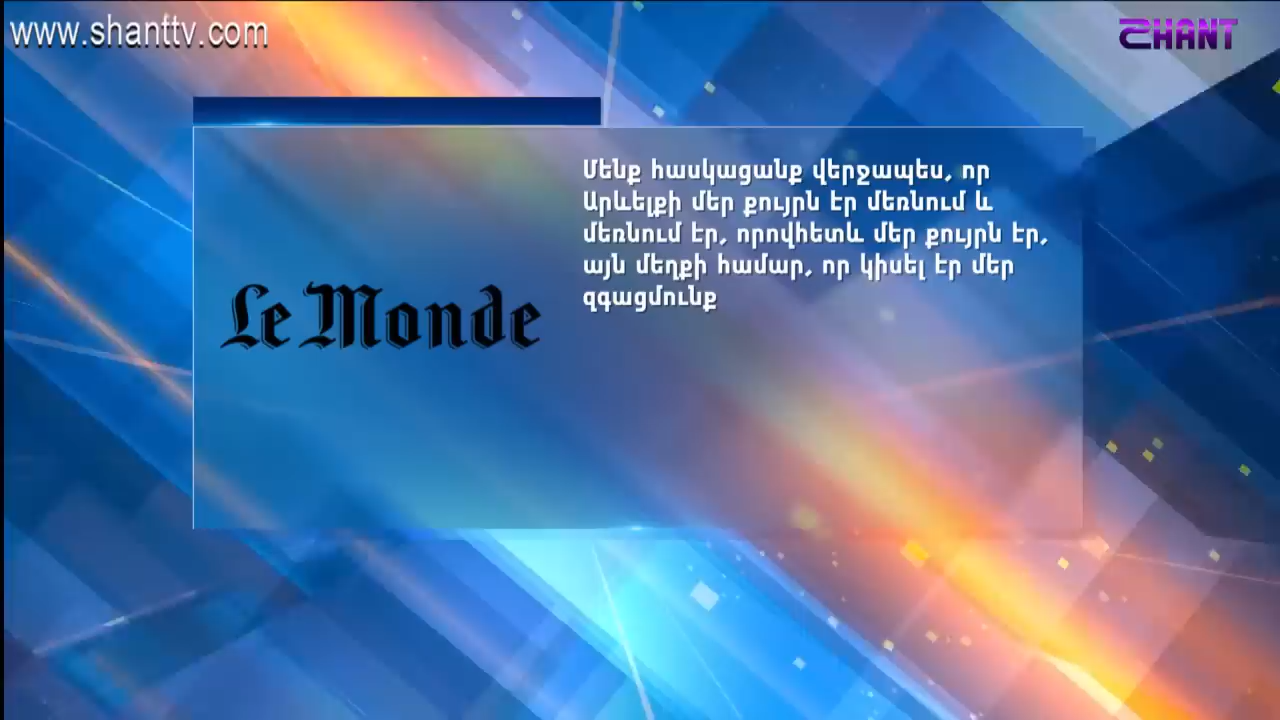 www.shanttv.com
SHANT
Մենք հասկացանք վերջապես, որ
Արևելքի մեր քույրն էր մեռնում և
մեռնում էր, որովհետև մեր քույրն էր,
այն մեղքի համար, որ կիսել էր մեր
զգացմունք
Le Monde